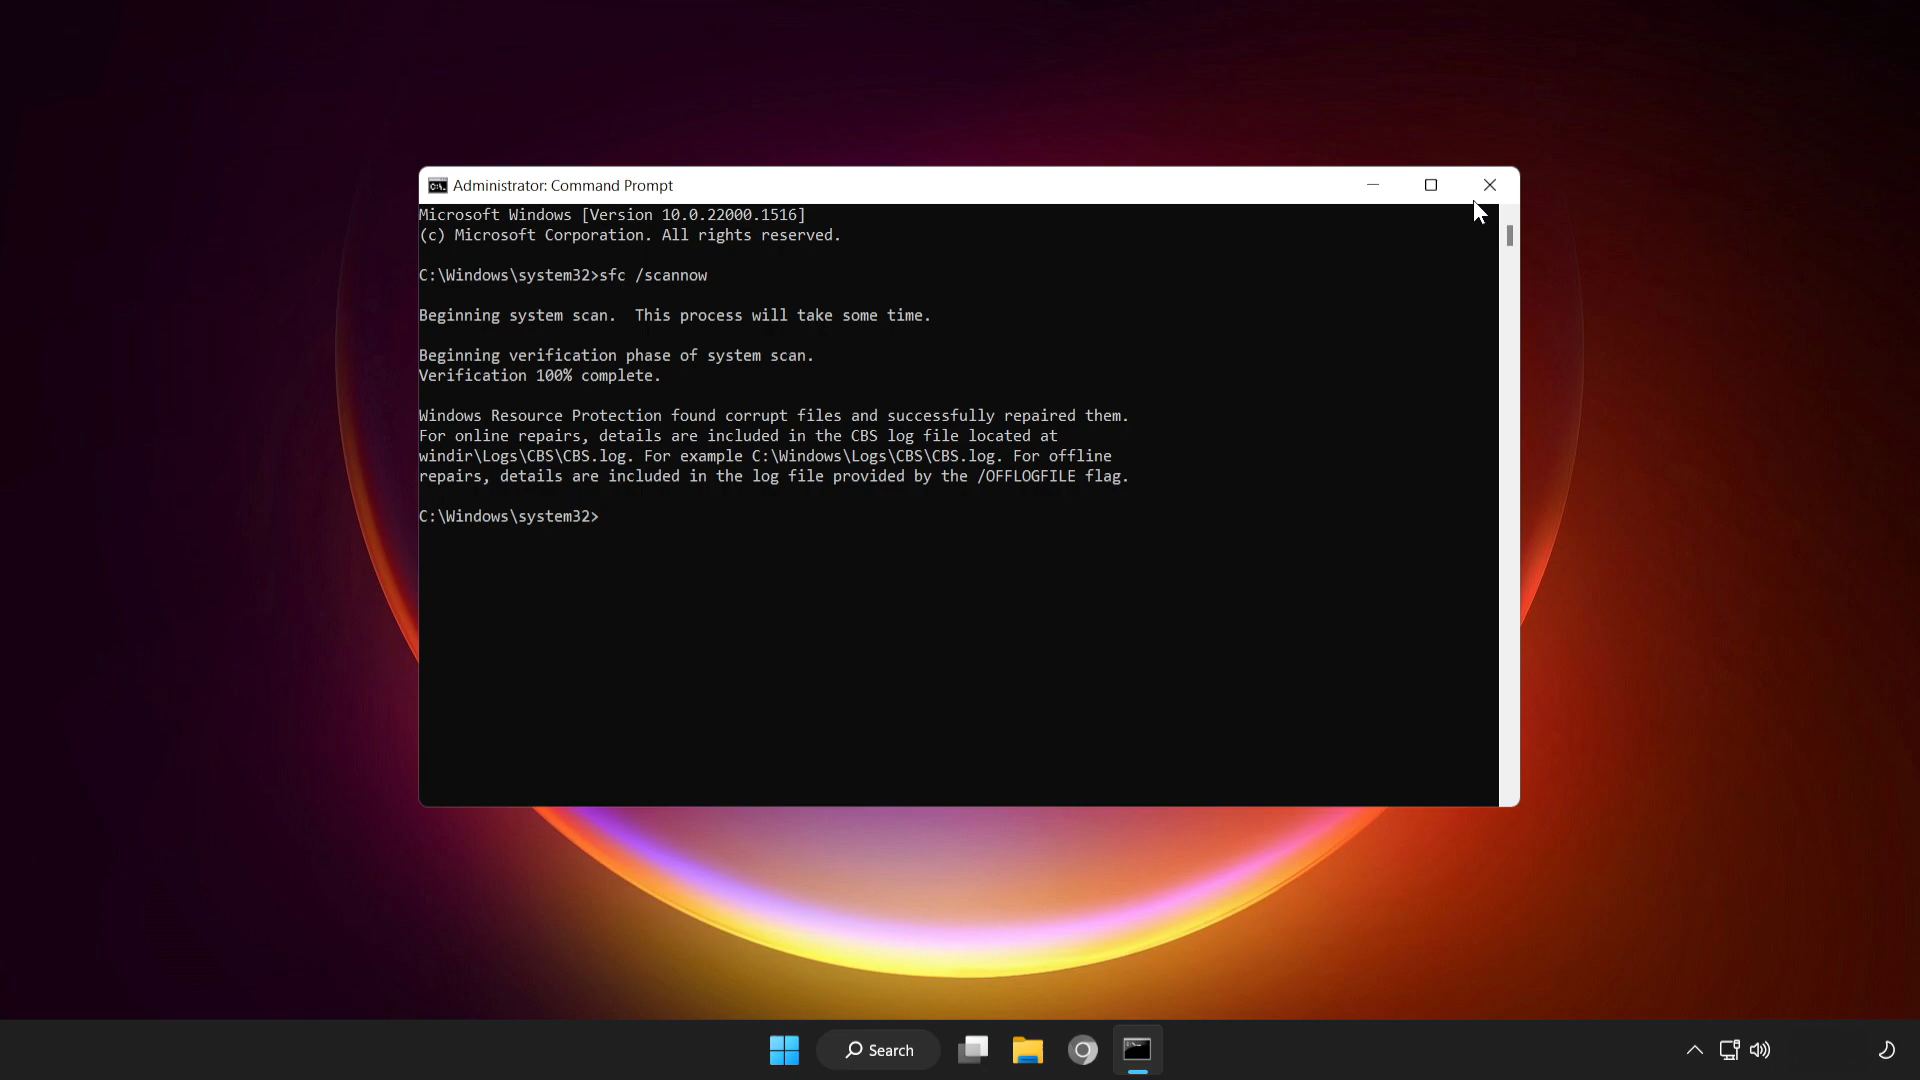 Administrator: Command Prompt
Microsoft Windows [Version 10.0.22000.1516]
(c) Microsoft Corporation. All rights reserved.
C:\Windows\system32>sfc /scannow
Beginning system scan.  This process will take some time.
Beginning verification phase of system scan.
Verification 100% complete.
Windows Resource Protection found corrupt files and successfully repaired them.
For online repairs, details are included in the CBS log file located at
windir\Logs\CBS\CBS.log. For example C:\Windows\Logs\CBS\CBS.log. For offline
repairs, details are included in the log file provided by the /OFFLOGFILE flag.
C:\Windows\system32>
Search